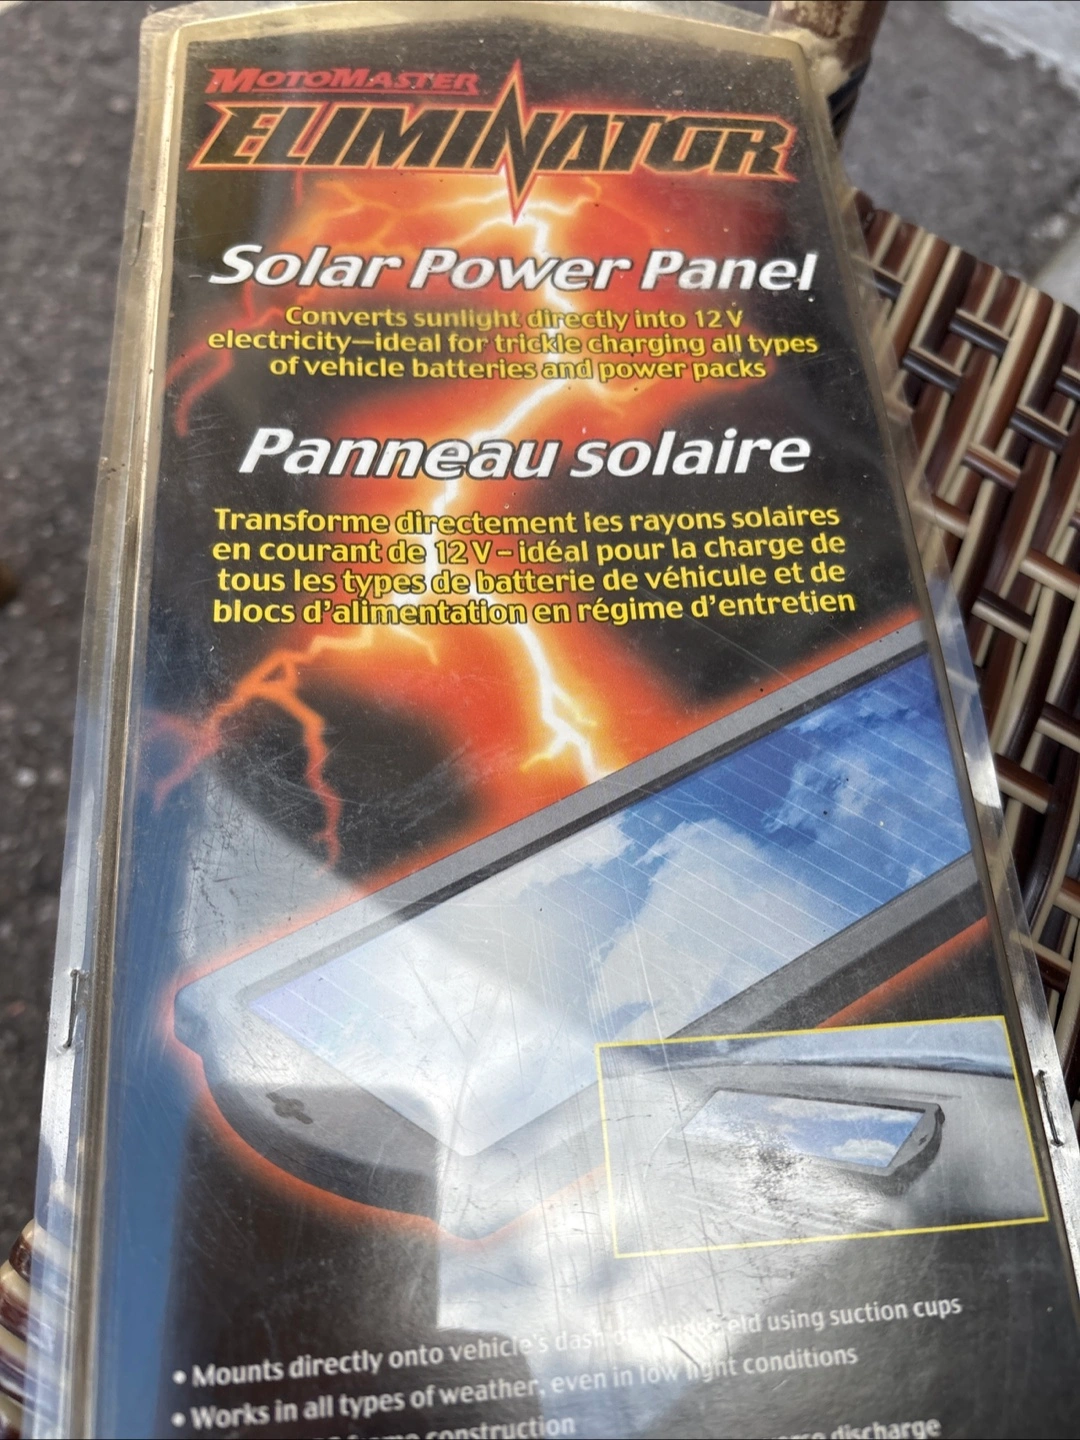 MOTOMASTER
ELIMINATOR
Solar Power Panel
Converts sunlight directly into 12 V
electricity—ideal for trickle charging all types
of vehicle batteries and power packs
Panneau solaire
Transforme directement les rayons solaires
en courant de 12 V – idéal pour la charge de
tous les types de batterie de véhicule et de
blocs d'alimentation en régime d'entretien
• Mounts directly onto vehicle's dash or windshield using suction cups
• Works in all types of weather, even in low light conditions
construction
discharge